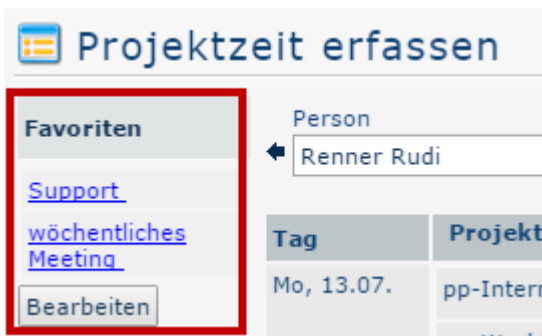 Projektzeit erfassen
Favoriten
Support
wöchentliches
Meeting
Bearbeiten
Person
Renner Rudi
Tag
Projekt
Mo, 13.07.
pp-Intern